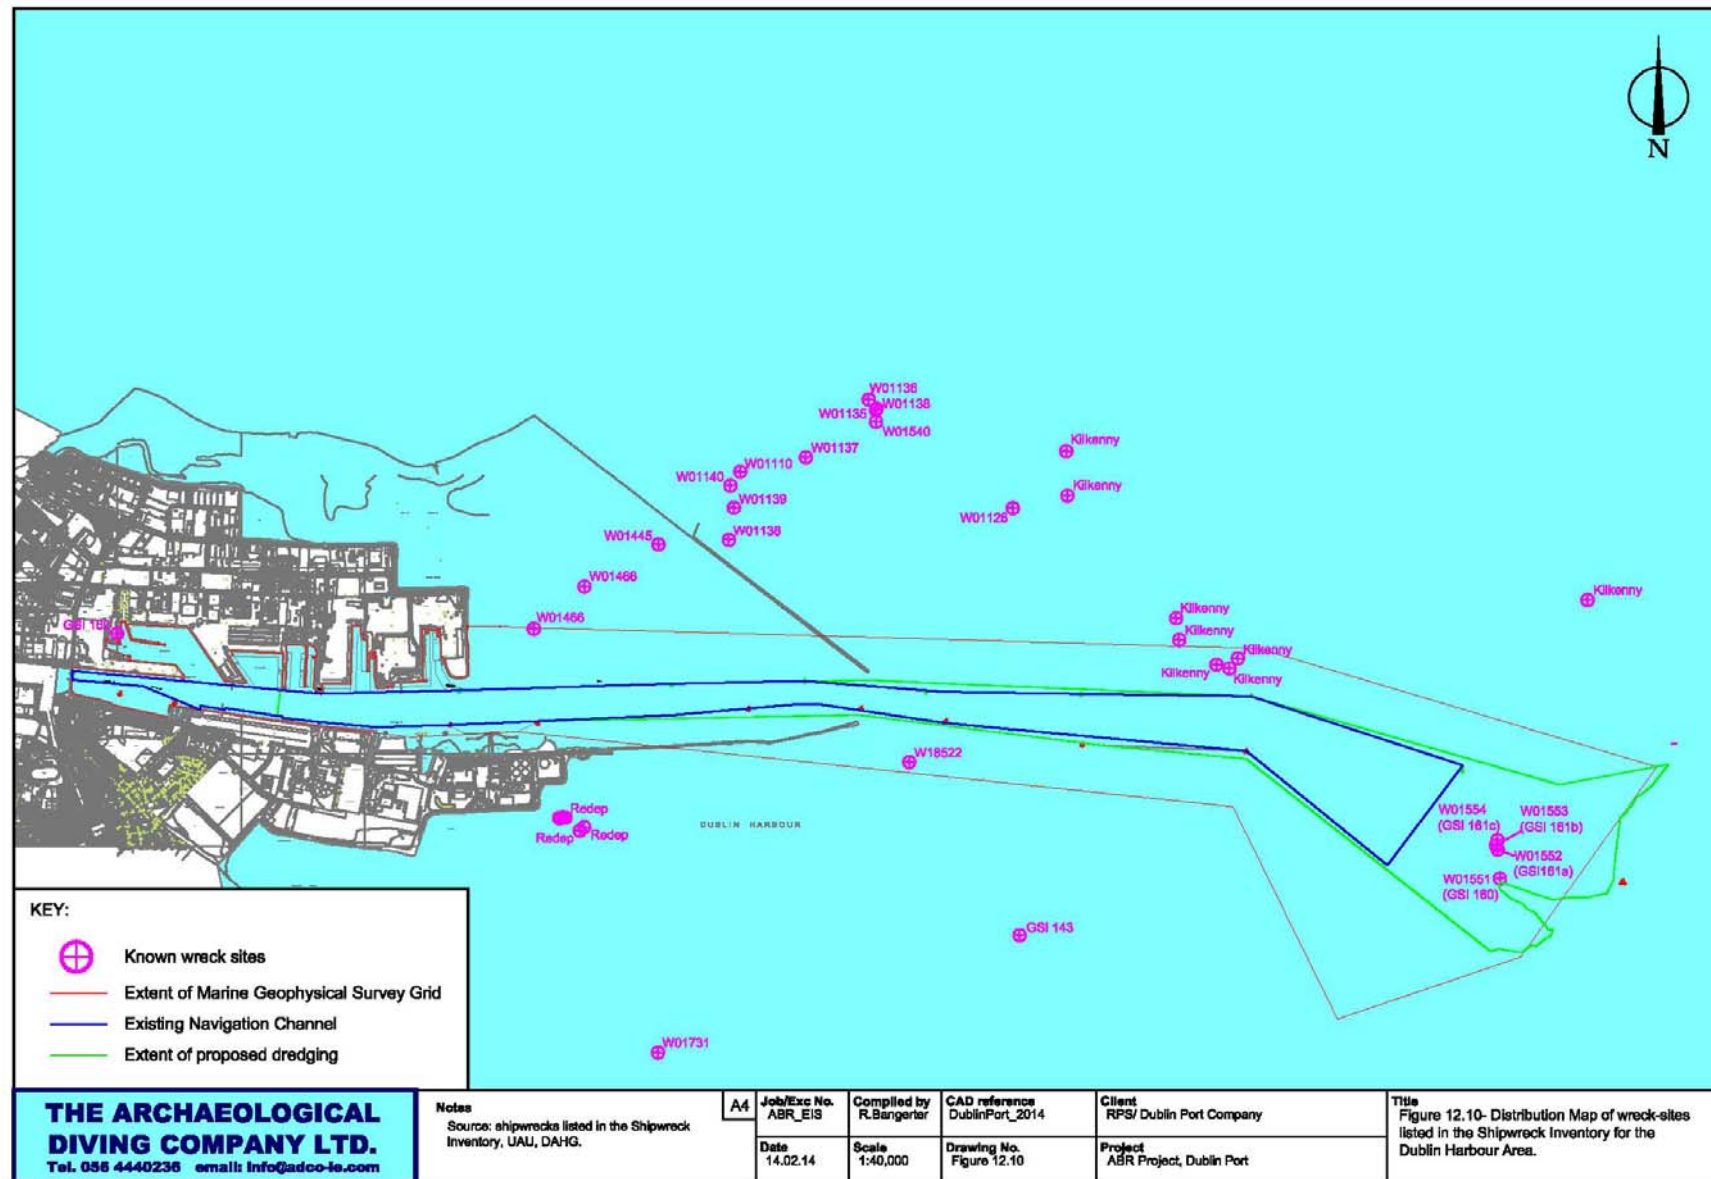 N
W01136
W01138
W01135
W01540
W01137
W01110
W01140
W01139
W01138
W01445
W01466
W01466
Kilkenny
Kilkenny
W01128
Kilkenny
Kilkenny
Kilkenny
Kilkenny
Kilkenny
Kilkenny
W18522
Redep
Redep
Redep
DUBLIN HARBOUR
W01554
(GSI 161c)
W01553
(GSI 161b)
W01552
(GSI161a)
W01551
(GSI 160)
GSI 143
W01731
KEY:
Known wreck sites
Extent of Marine Geophysical Survey Grid
Existing Navigation Channel
Extent of proposed dredging
THE ARCHAEOLOGICAL
DIVING COMPANY LTD.
Tel. 056 4440236 email: info@adco-ie.com
Notes
Source: shipwrecks listed in the Shipwreck
Inventory, UAU, DAHG.
A4
Job/Exc No.
ABR_EIS
Compiled by
R.Bangerter
CAD reference
DublinPort_2014
Client
RPS/ Dublin Port Company
Date
14.02.14
Scale
1:40,000
Drawing No.
Figure 12.10
Project
ABR Project, Dublin Port
Title
Figure 12.10- Distribution Map of wreck-sites
listed in the Shipwreck Inventory for the
Dublin Harbour Area.